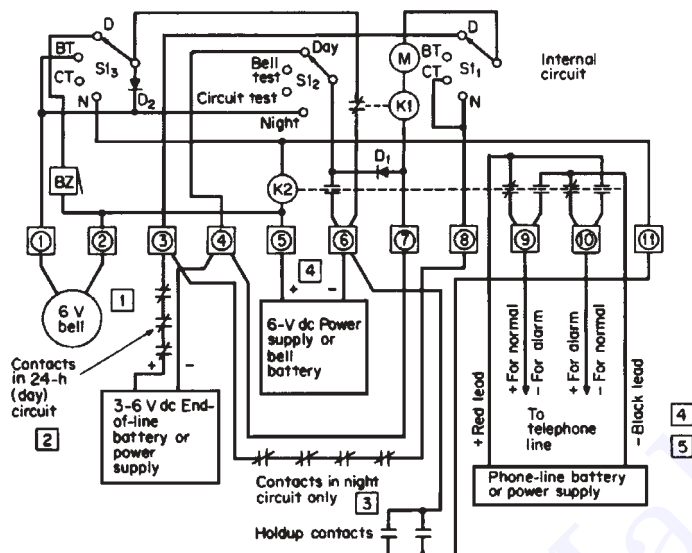 D
BT
CT
St3
D2
N
Day
Bell
test
St2
Circuit test
Night
M
K1
BT
CT
D
St1
N
Internal
circuit
BZ
K2
D1
1
2
3
4
5
6
7
8
9
10
11
6 V
bell
1
Contacts
in 24-h
(day)
circuit
2
+ -
3-6 V dc End-
of-line
battery or
power
supply
4
+ -
6-V dc Power
supply or
bell
battery
Contacts in night
circuit only
3
Holdup contacts
+Red lead
+ For normal
- For alarm
+ For alarm
- For normal
-Black lead
To
telephone
line
Phone-line battery
or power supply
4
5